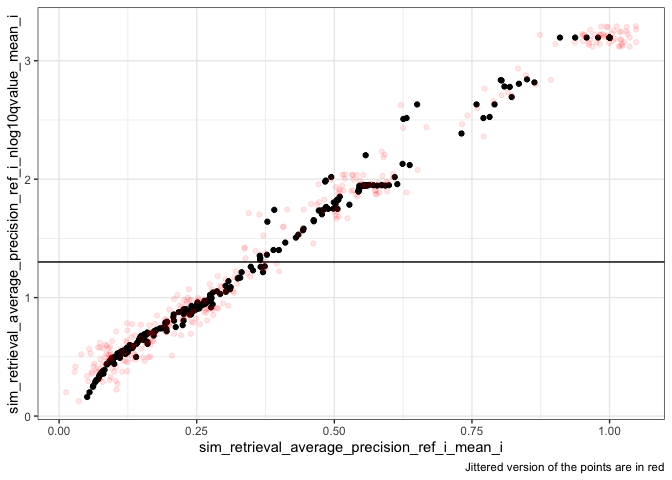 sim_retrieval_average_precision_ref_i_nlog10qvalue_mean_i
3
2
1
0
0.00 0.25 0.50 0.75 1.00
sim_retrieval_average_precision_ref_i_mean_i
Jittered version of the points are in red